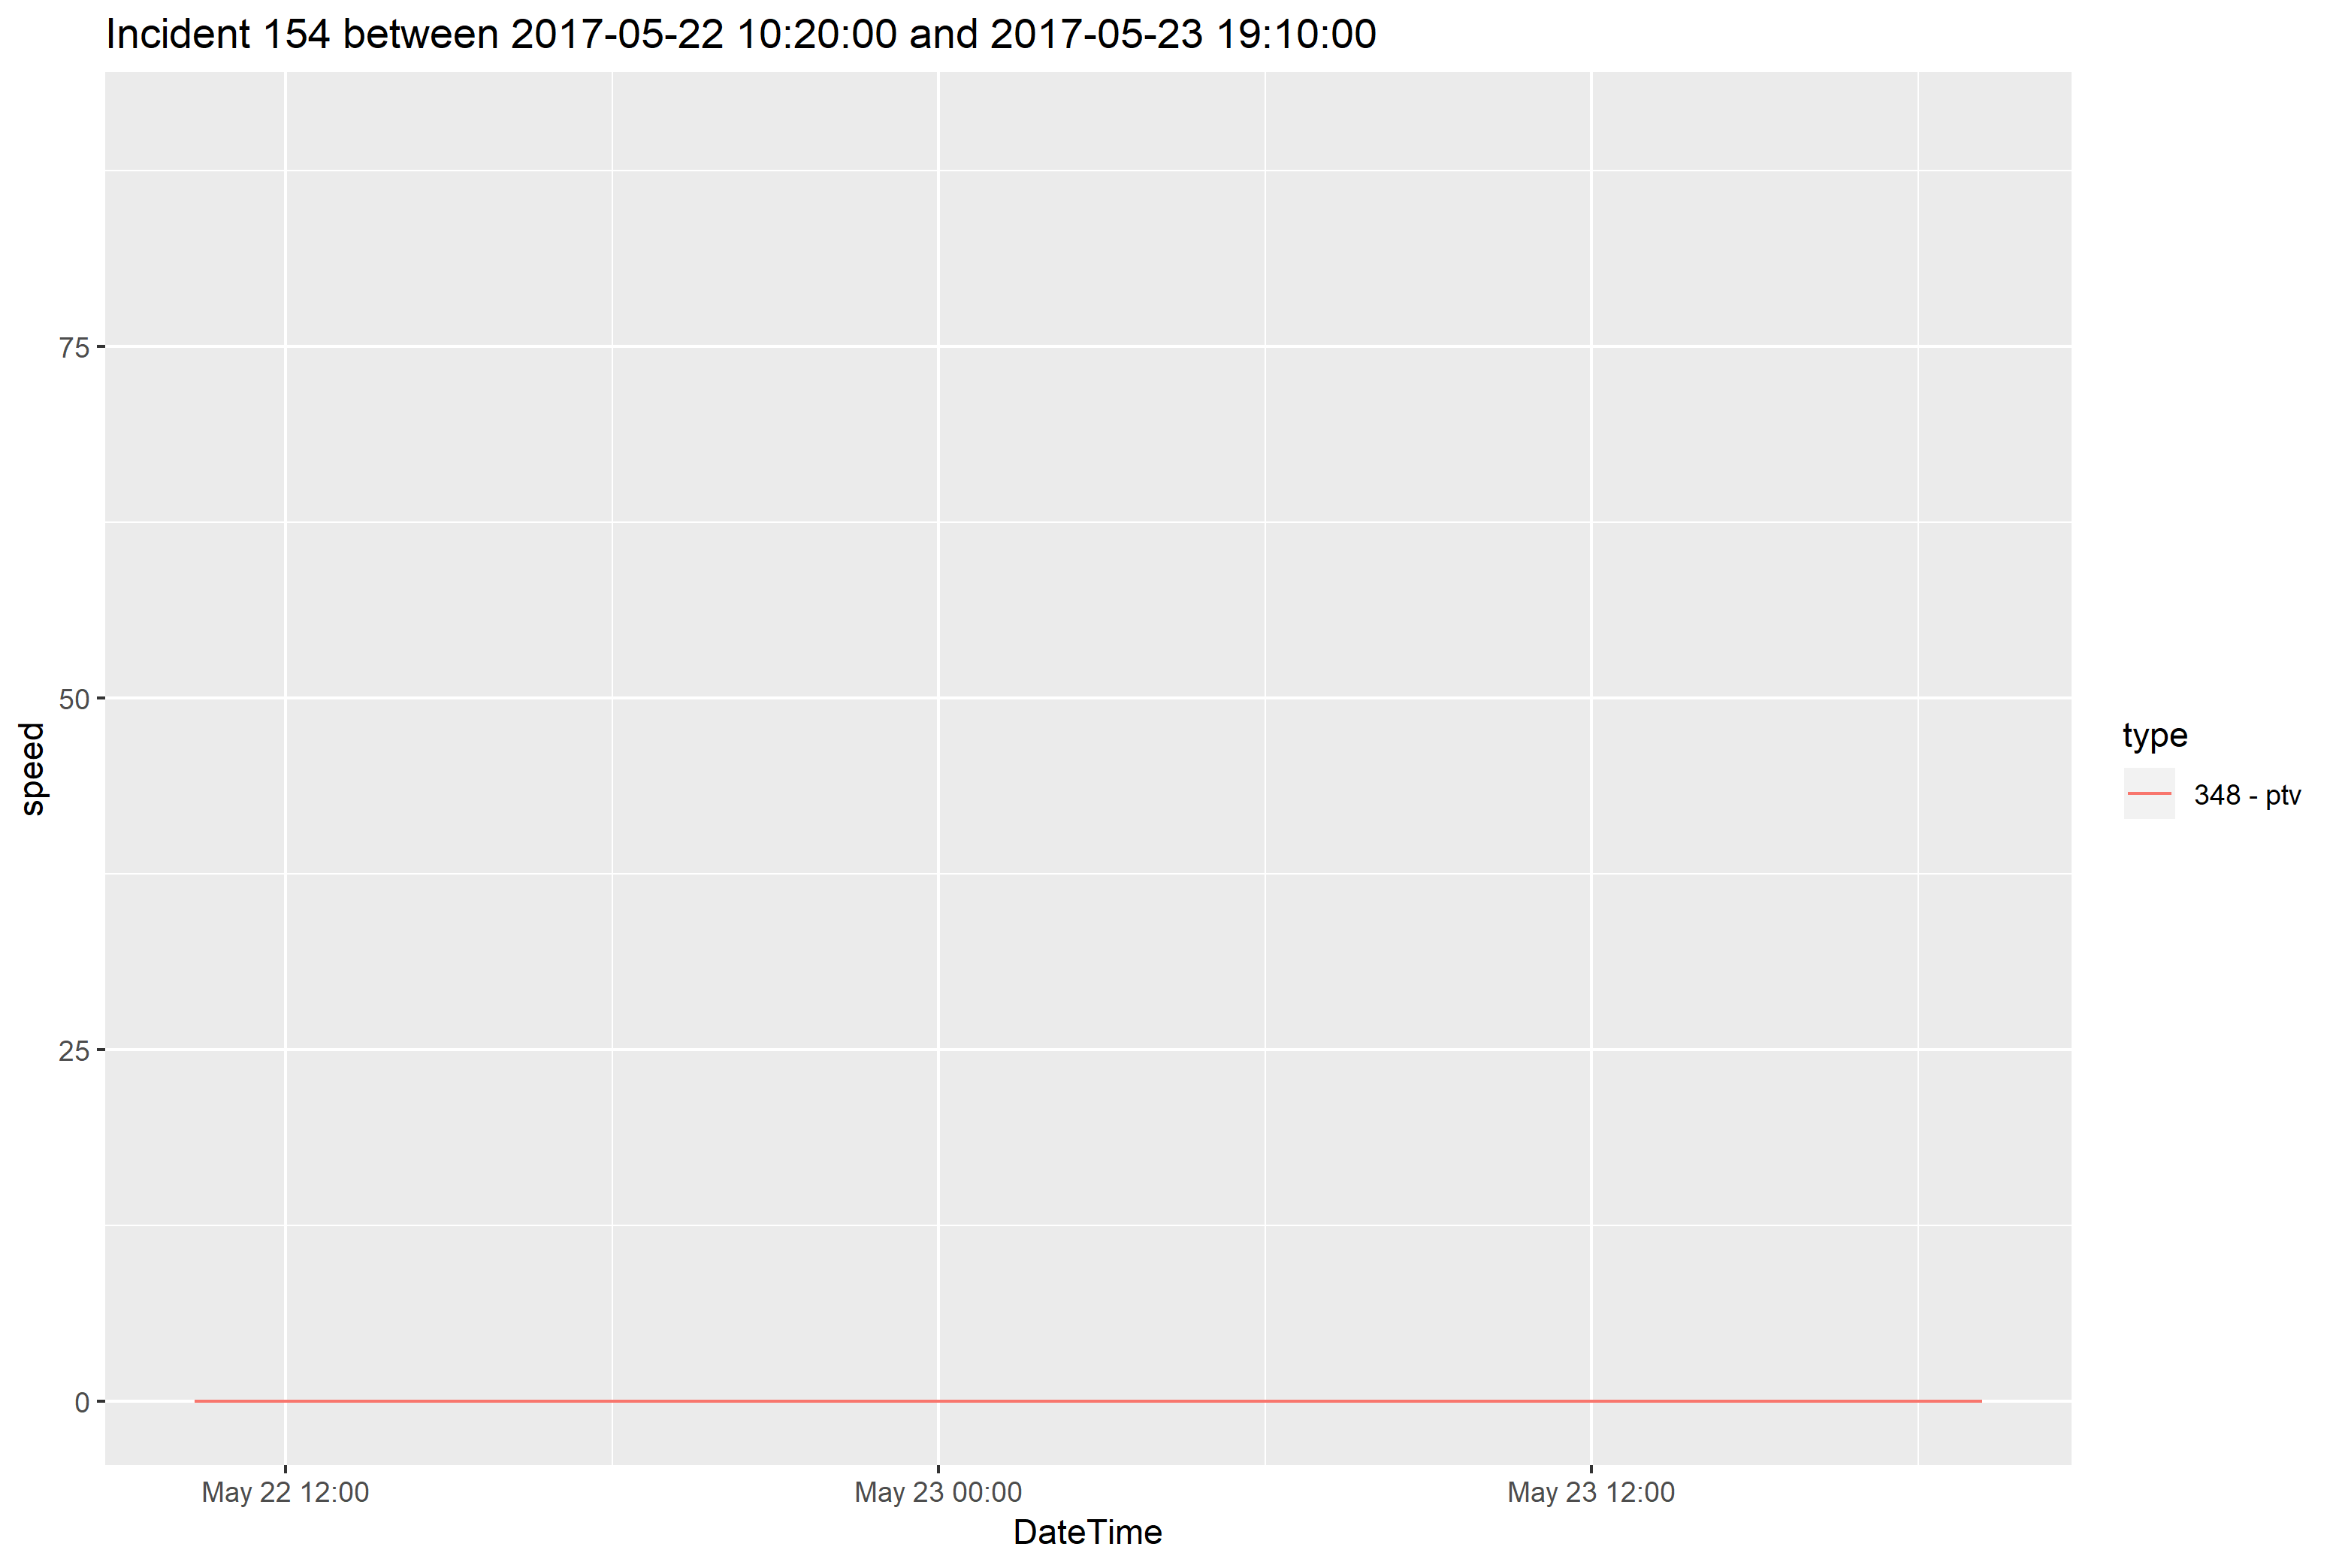 Incident 154 between 2017-05-22 10:20:00 and 2017-05-23 19:10:00
75
50
25
0
speed
May 22 12:00
May 23 00:00
May 23 12:00
DateTime
type
348 - ptv